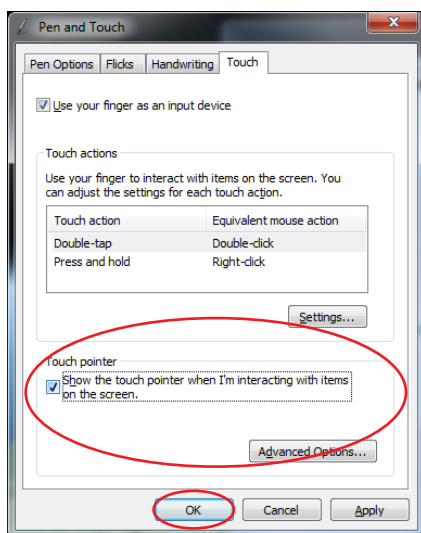 Pen and Touch
Pen Options Flicks Handwriting Touch
Use your finger as an input device
Touch actions
Use your finger to interact with items on the screen. You
can adjust the settings for each touch action.
Touch action Equivalent mouse action
Double-tap Double-click
Press and hold Right-click
Settings...
Touch pointer
Show the touch pointer when I'm interacting with items
on the screen.
Advanced Options...
OK Cancel Apply